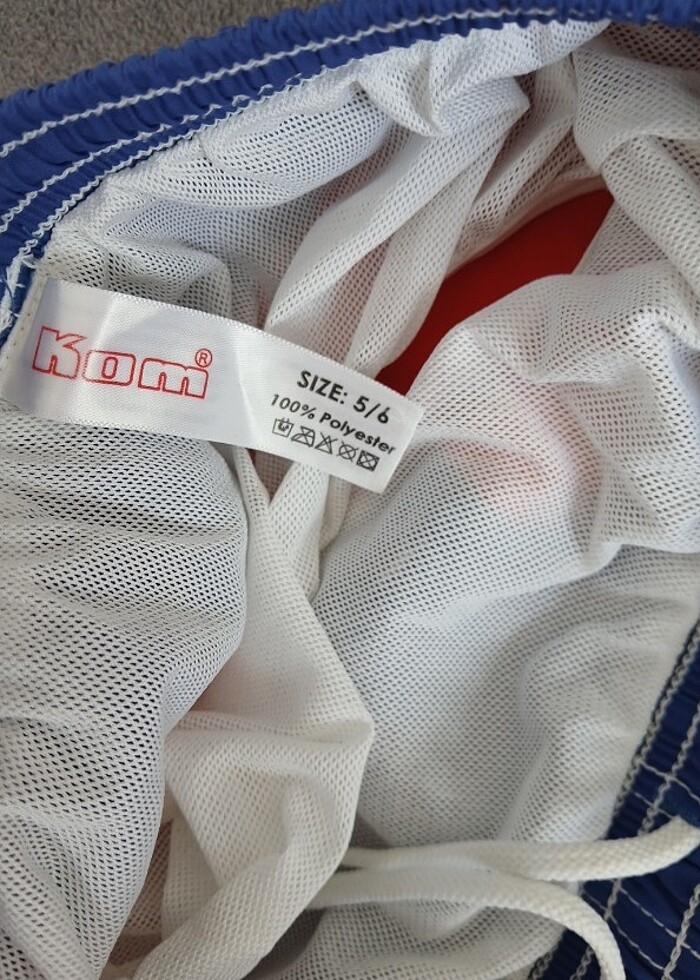 Kom®
SIZE: 5/6
100% Polyester